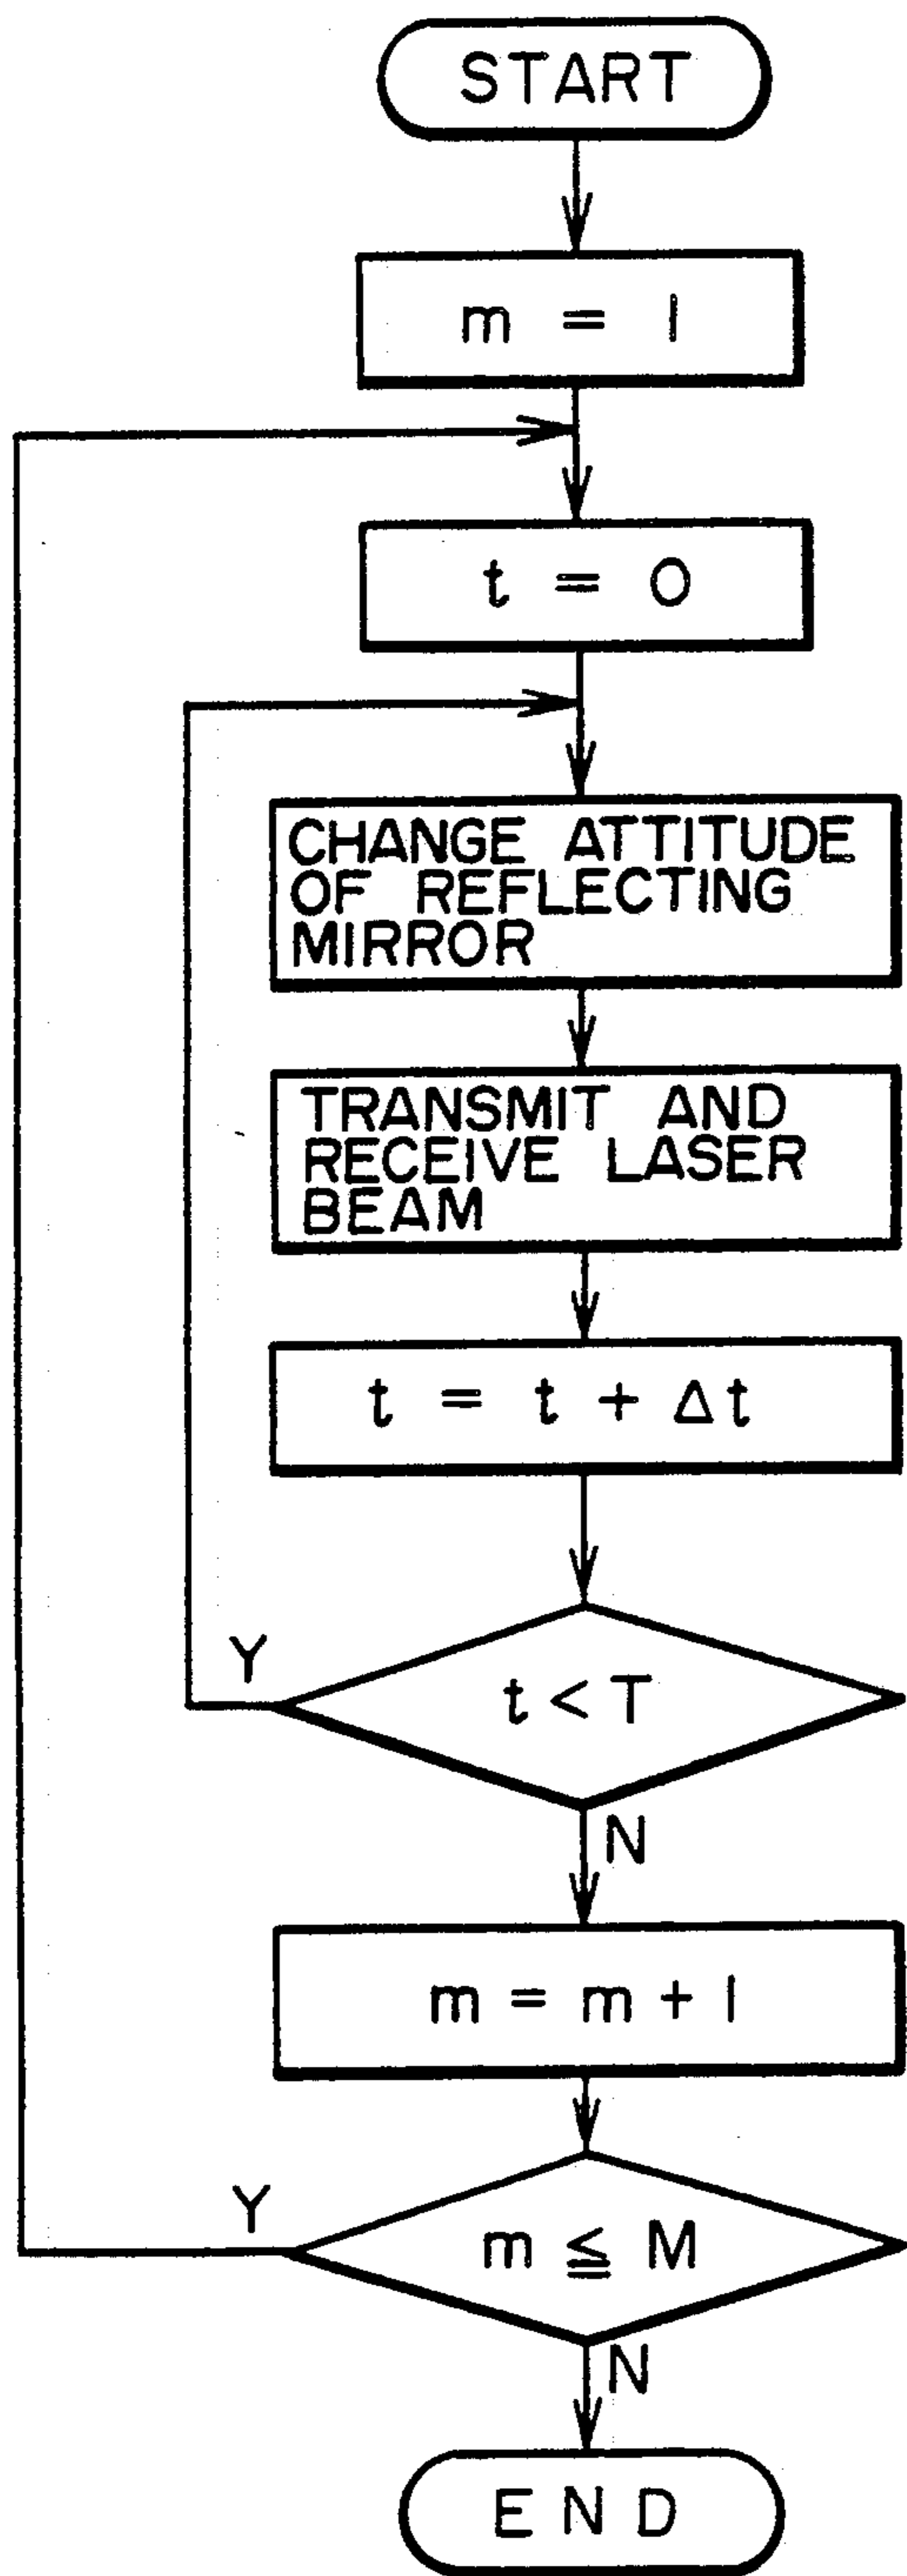 START
m = 1
t = 0
CHANGE ATTITUDE
OF REFLECTING
MIRROR
TRANSMIT AND
RECEIVE LASER
BEAM
t = t + Δt
Y
t < T
N
m = m + 1
Y
m ≦ M
N
END